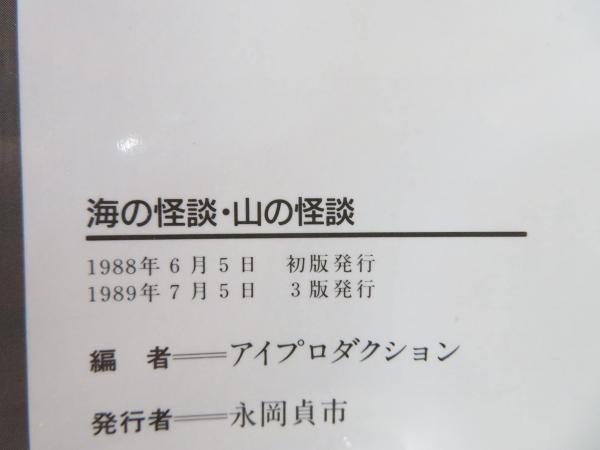 海の怪談・山の怪談
1988年6月5日　初版発行
1989年7月5日　3版発行
編　者──アイプロダクション
発行者──永岡貞市